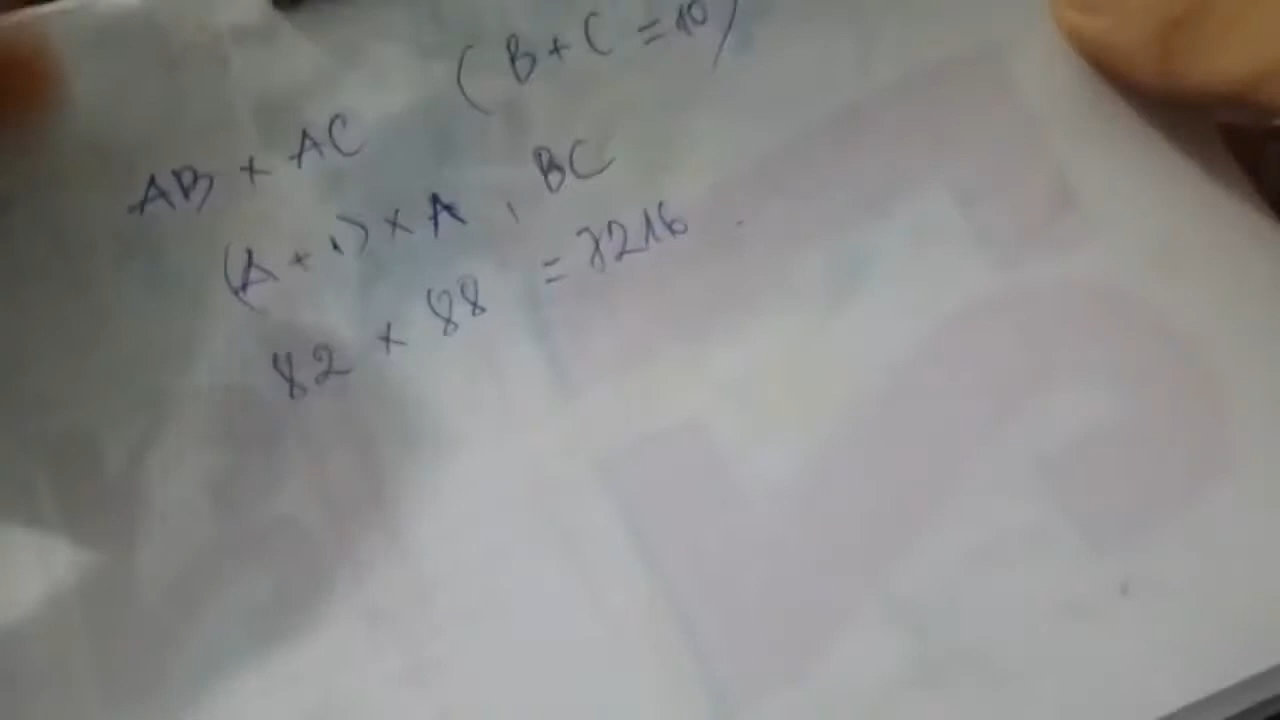 (B + C = 10)
AB × AC
(A + 1) × A , BC
82 × 88 = 7216